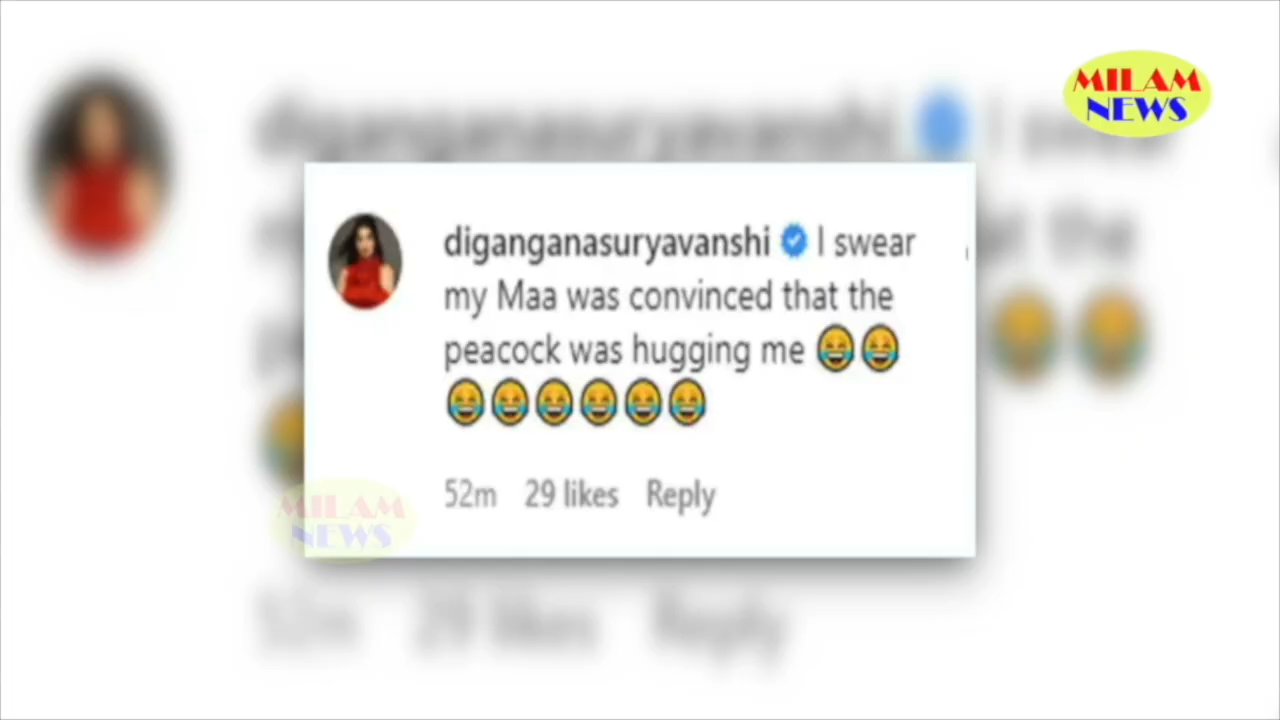 MILAM
NEWS
diganganasuryavanshi I swear
my Maa was convinced that the
peacock was hugging me 😂😂
😂😂😂😂😂😂
52m 29 likes Reply
MILAM
NEWS